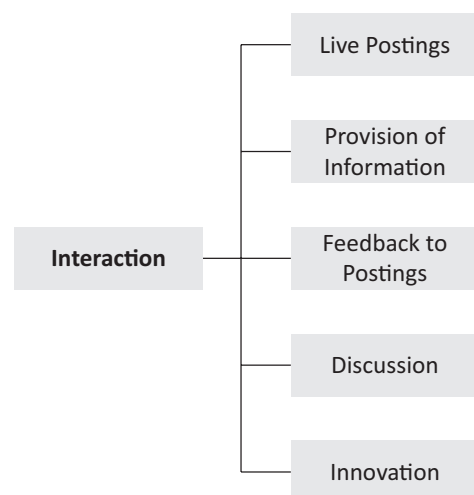 Live Postings
Provision of
Information
Interaction
Feedback to
Postings
Discussion
Innovation